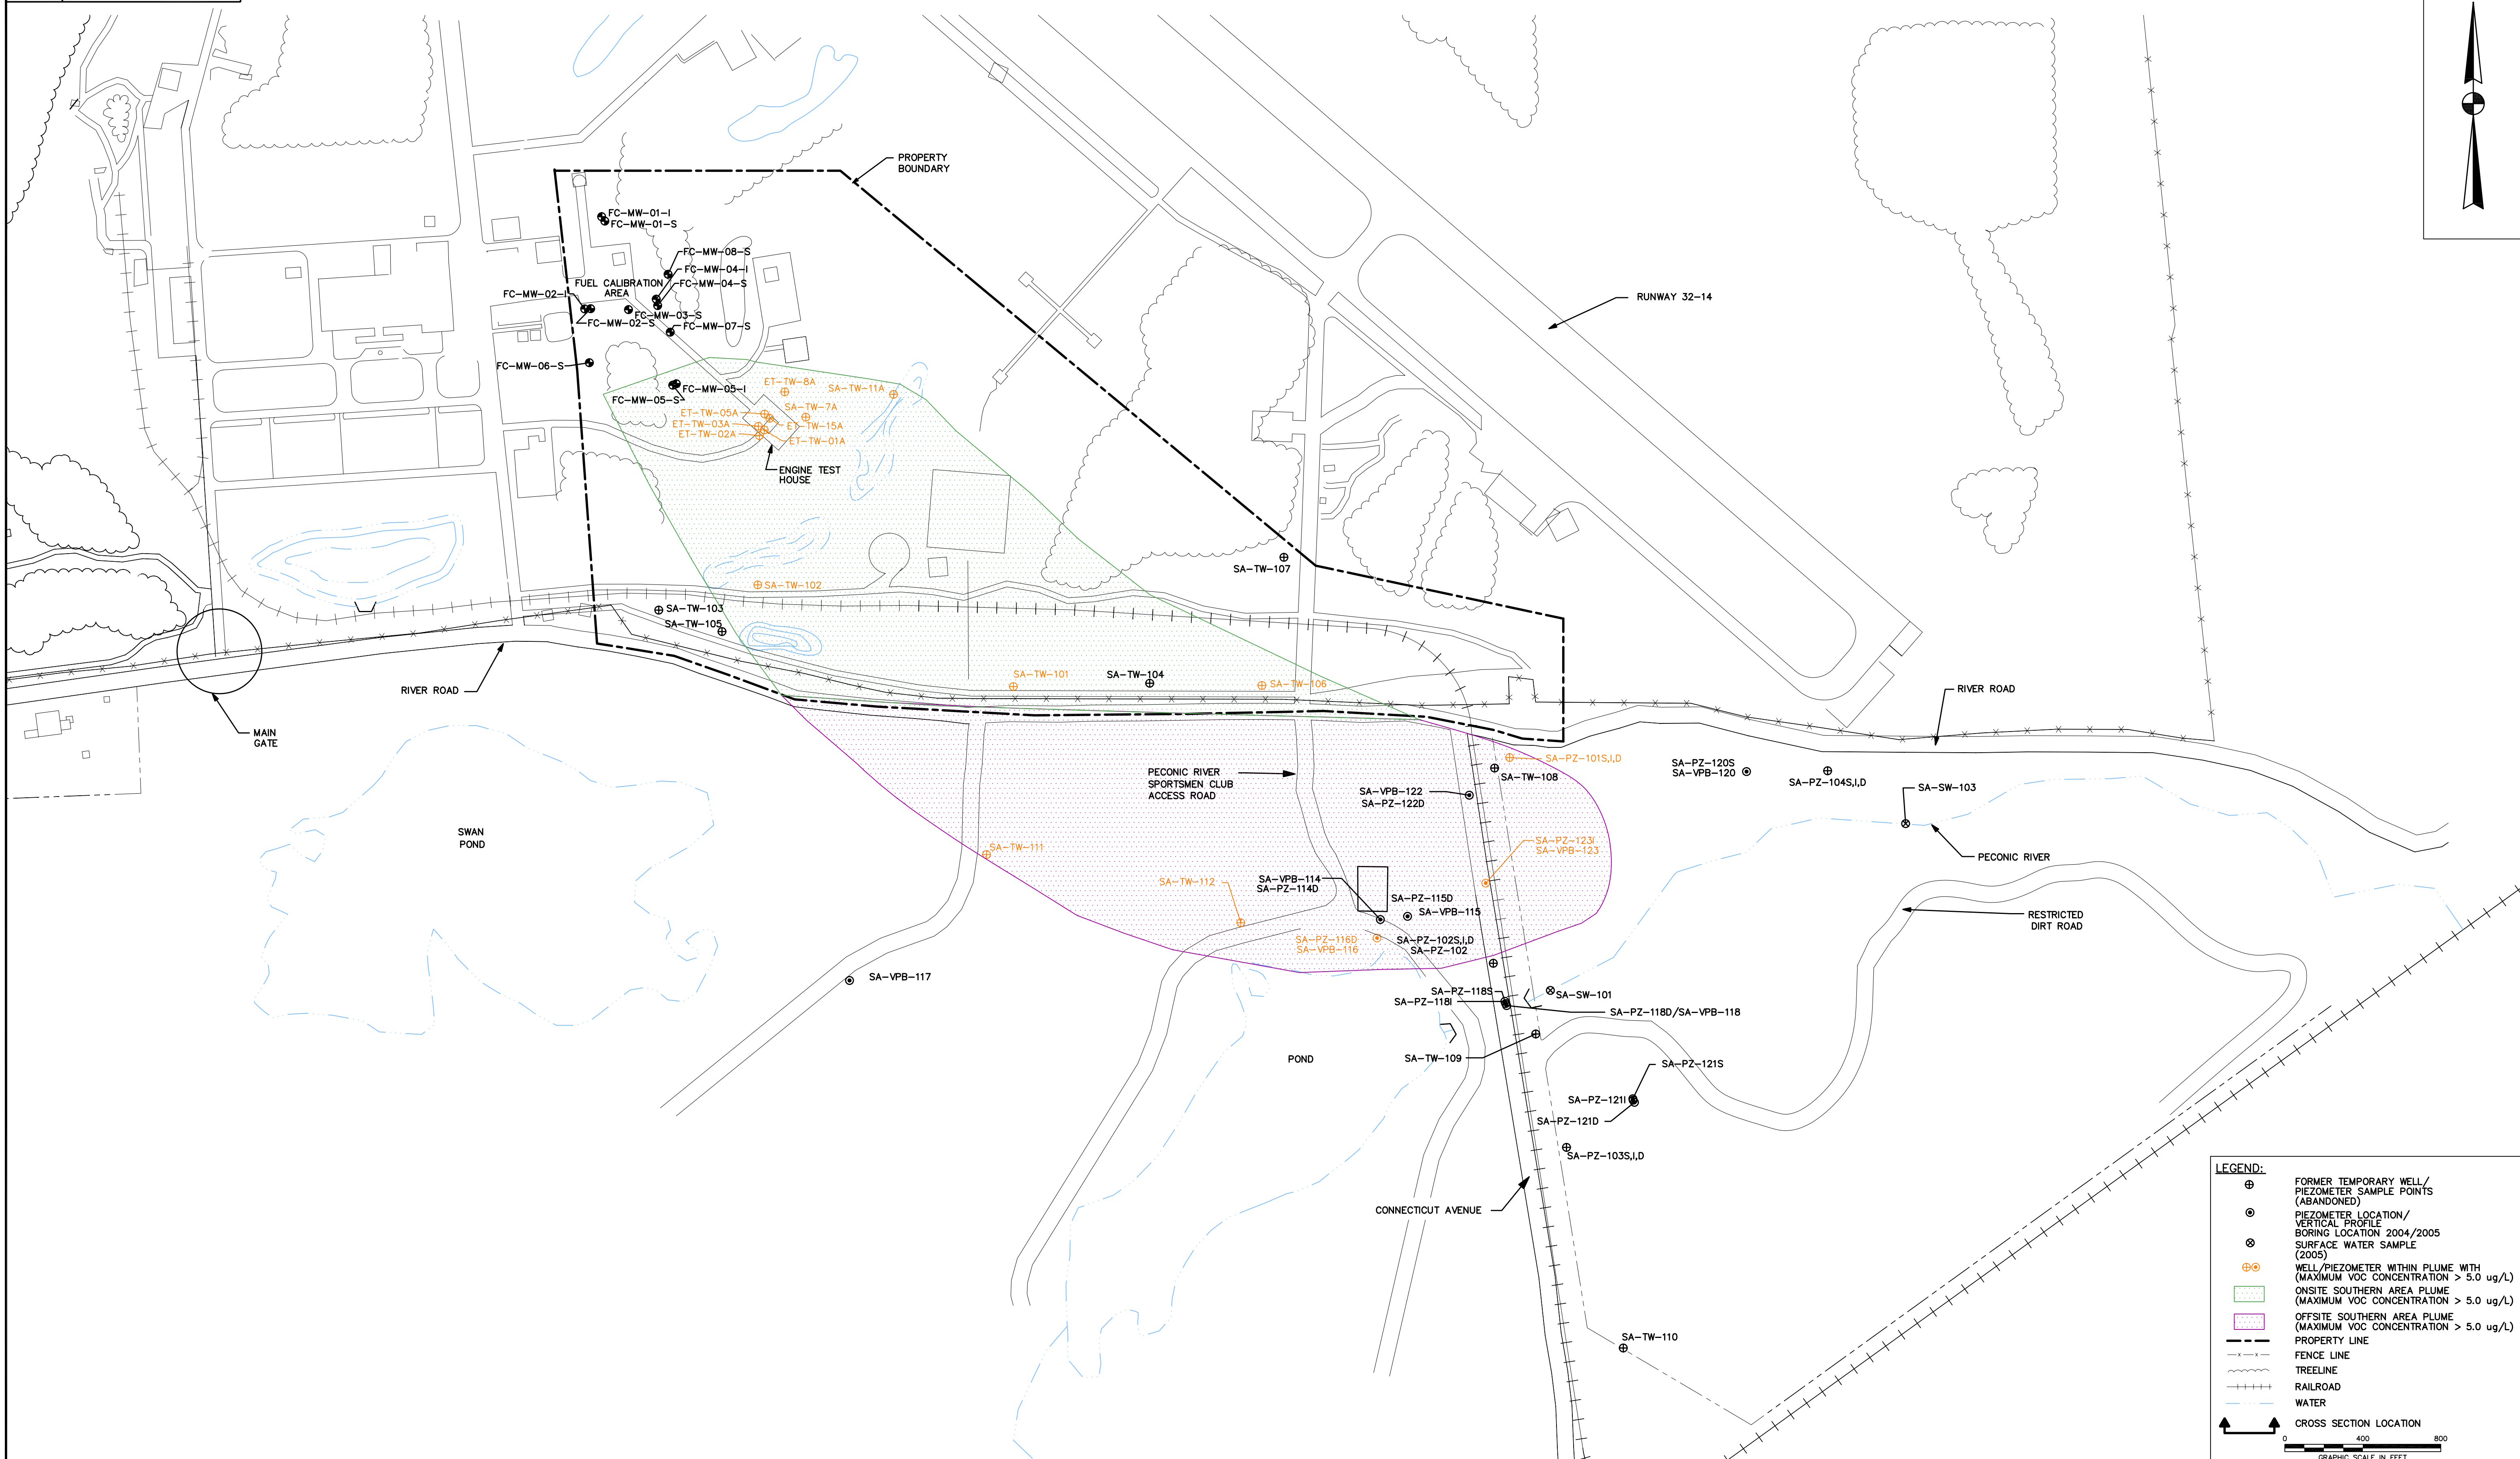 PROPERTY
BOUNDARY
FC-MW-01-I
FC-MW-01-S
FC-MW-08-S
FC-MW-04-I
FC-MW-04-S
FUEL CALIBRATION
AREA
FC-MW-02-I
FC-MW-03-S
FC-MW-02-S
FC-MW-07-S
RUNWAY 32-14
FC-MW-06-S
FC-MW-05-I
FC-MW-05-S
ET-TW-8A
SA-TW-11A
SA-TW-7A
ET-TW-05A
ET-TW-03A
ET-TW-02A
ET-TW-15A
ET-TW-01A
ENGINE TEST
HOUSE
SA-TW-107
SA-TW-102
SA-TW-103
SA-TW-105
SA-TW-101
SA-TW-104
SA-TW-106
RIVER ROAD
RIVER ROAD
MAIN
GATE
SWAN
POND
PECONIC RIVER
SPORTSMEN CLUB
ACCESS ROAD
SA-PZ-101S,I,D
SA-TW-108
SA-VPB-122
SA-PZ-122D
SA-PZ-120S
SA-VPB-120
SA-PZ-104S,I,D
SA-SW-103
PECONIC RIVER
SA-TW-111
SA-PZ-123I
SA-VPB-123
SA-TW-112
SA-VPB-114
SA-PZ-114D
SA-PZ-115D
SA-VPB-115
SA-PZ-116D
SA-VPB-116
SA-PZ-102S,I,D
SA-PZ-102
RESTRICTED
DIRT ROAD
SA-VPB-117
SA-PZ-118S
SA-PZ-118I
SA-SW-101
SA-PZ-118D/SA-VPB-118
POND
SA-TW-109
SA-PZ-121S
SA-PZ-121I
SA-PZ-121D
SA-PZ-103S,I,D
CONNECTICUT AVENUE
SA-TW-110
LEGEND:
FORMER TEMPORARY WELL/
PIEZOMETER SAMPLE POINTS
(ABANDONED)
PIEZOMETER LOCATION/
VERTICAL PROFILE
BORING LOCATION 2004/2005
SURFACE WATER SAMPLE
(2005)
WELL/PIEZOMETER WITHIN PLUME WITH
(MAXIMUM VOC CONCENTRATION > 5.0 ug/L)
ONSITE SOUTHERN AREA PLUME
(MAXIMUM VOC CONCENTRATION > 5.0 ug/L)
OFFSITE SOUTHERN AREA PLUME
(MAXIMUM VOC CONCENTRATION > 5.0 ug/L)
PROPERTY LINE
FENCE LINE
TREELINE
RAILROAD
WATER
CROSS SECTION LOCATION
0 400 800
GRAPHIC SCALE IN FEET